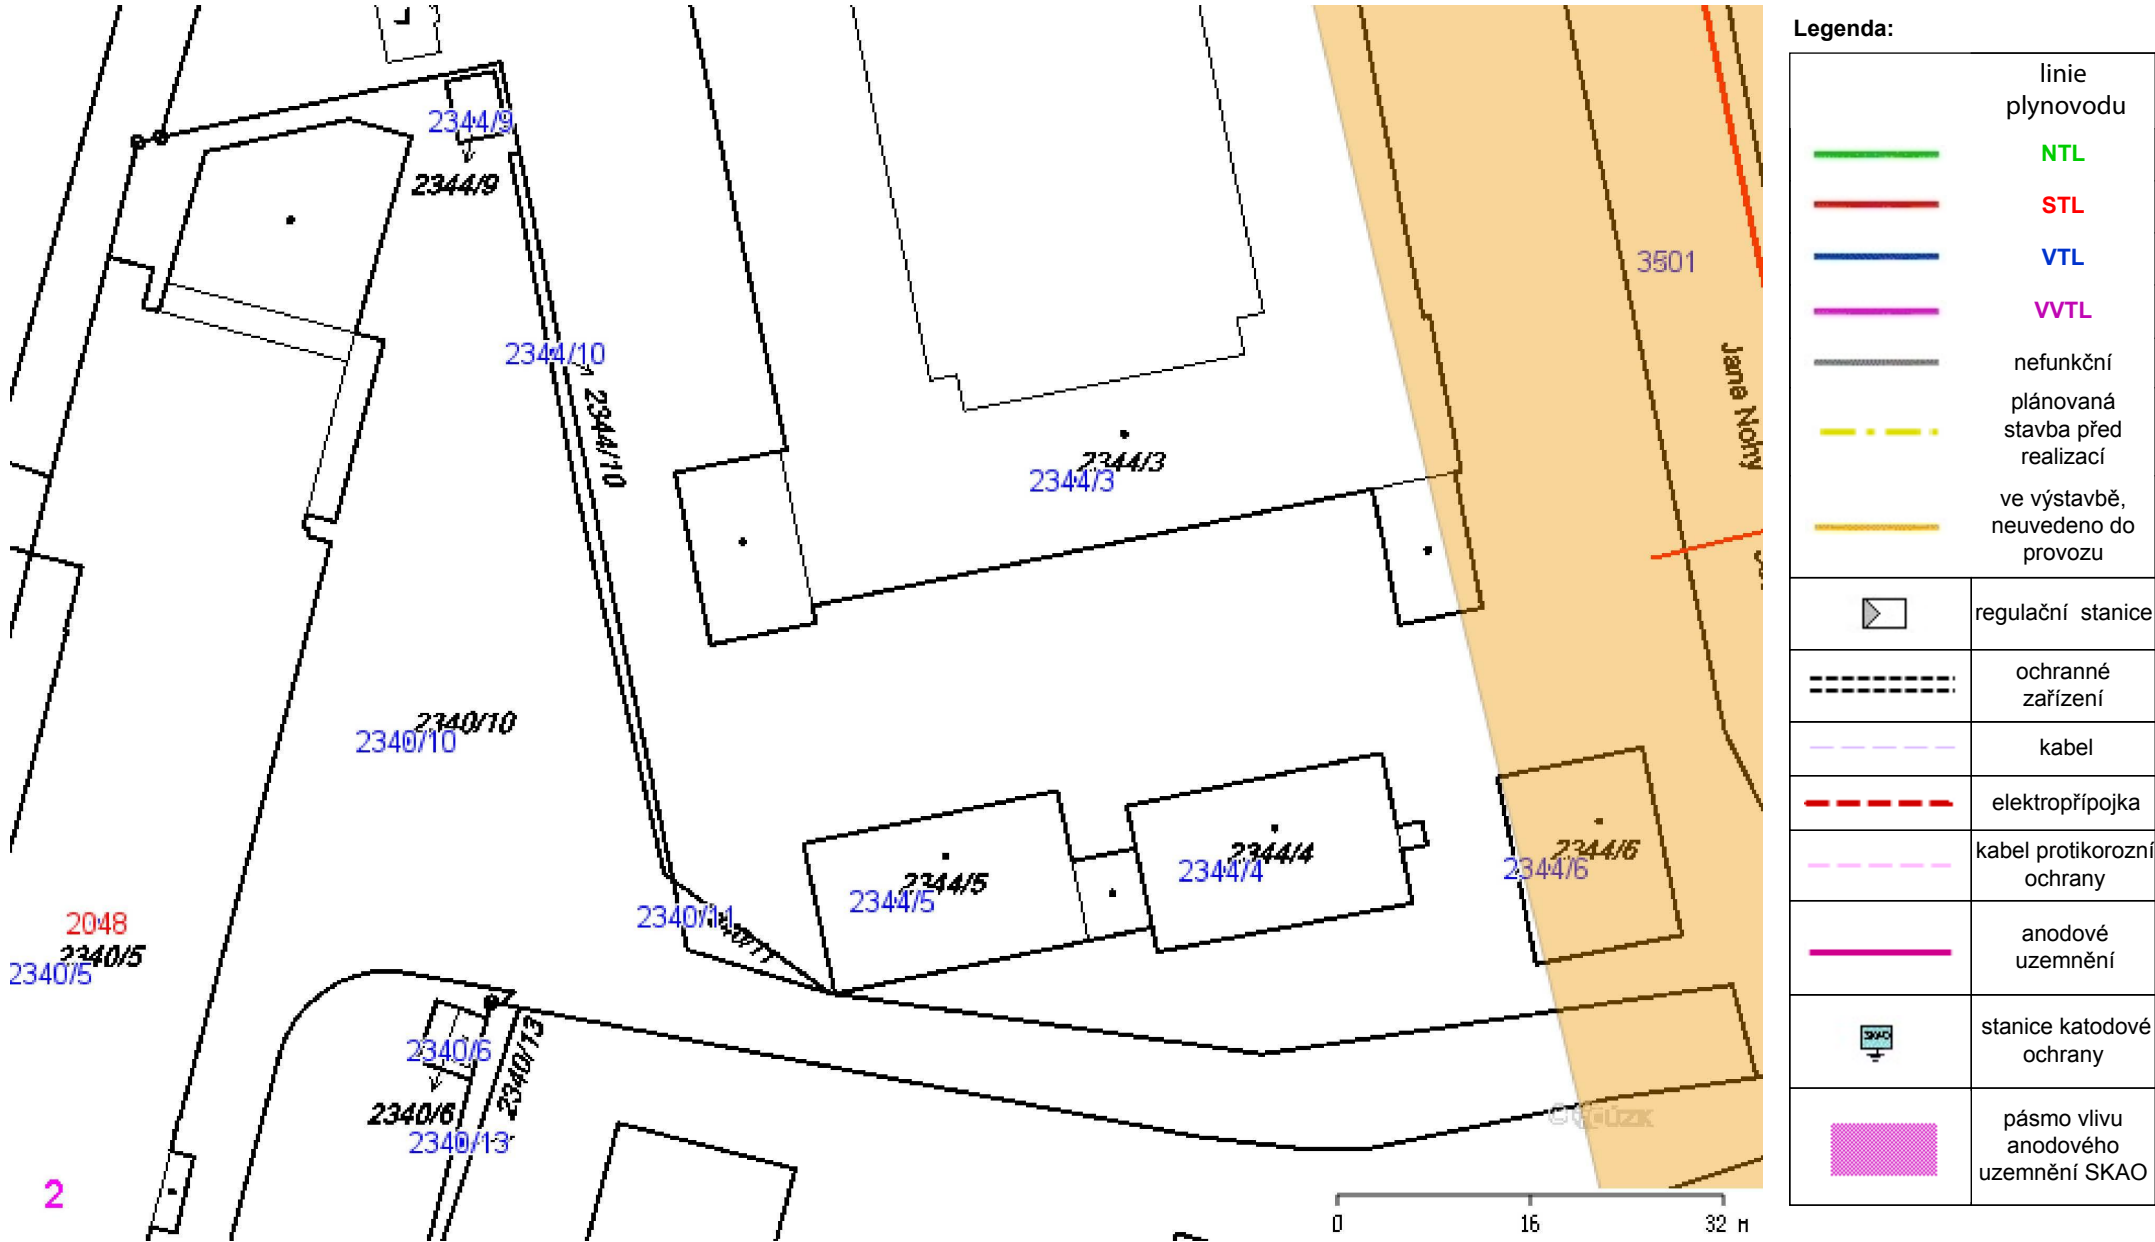 2344/9
2344/9
3501
2344/10
2344/10
Jana Nohy
2344/3
2344/3
2340/10
2340/10
2344/4
2344/4
2344/6
2344/6
2344/5
2344/5
2340/11
2048
2340/5
2340/5
2340/13
2340/6
2340/6
2340/13
ČÚZK
2
0 16 32 м
Legenda:
linie
plynovodu
NTL
STL
VTL
VVTL
nefunkční
plánovaná
stavba před
realizací
ve výstavbě,
neuvedeno do
provozu
regulační stanice
ochranné
zařízení
kabel
elektropřípojka
kabel protikorozní
ochrany
anodové
uzemnění
SKAO
stanice katodové
ochrany
pásmo vlivu
anodového
uzemnění SKAO